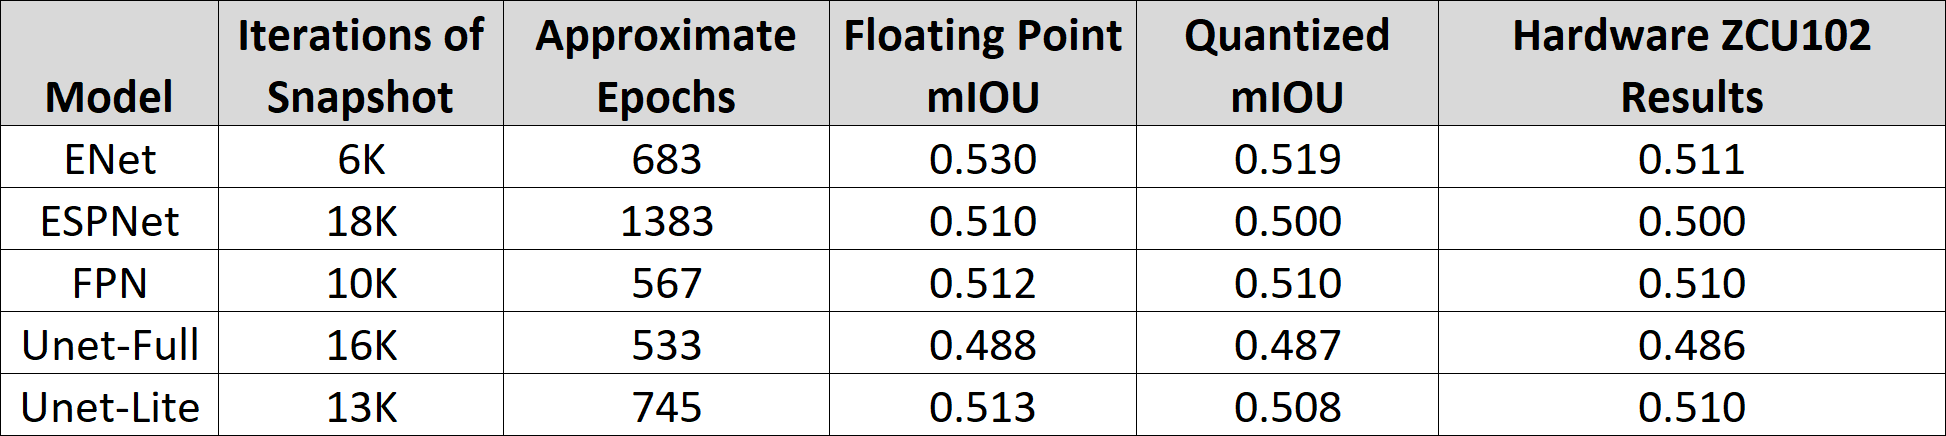 Model Iterations of Snapshot Approximate Epochs Floating Point mIOU Quantized mIOU Hardware ZCU102 Results
ENet 6K 683 0.530 0.519 0.511
ESPNet 18K 1383 0.510 0.500 0.500
FPN 10K 567 0.512 0.510 0.510
Unet-Full 16K 533 0.488 0.487 0.486
Unet-Lite 13K 745 0.513 0.508 0.510